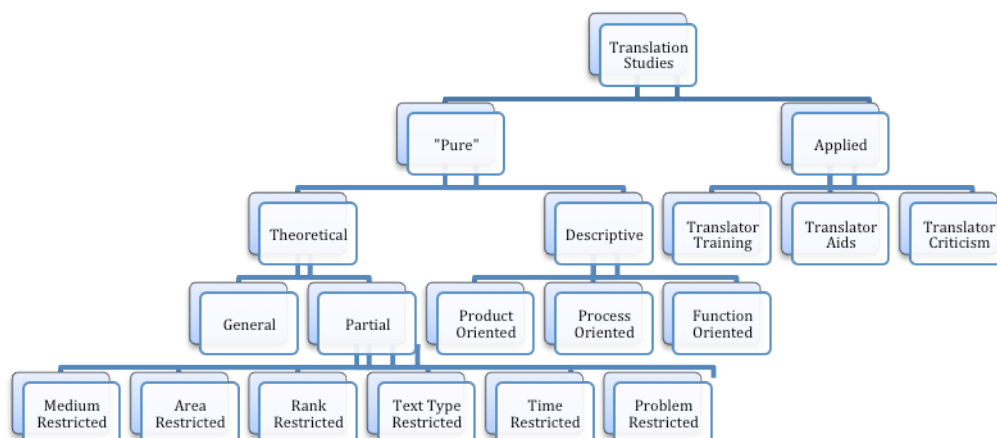 Translation
Studies
"Pure"
Applied
Theoretical
Descriptive
Translator
Training
Translator
Aids
Translator
Criticism
General
Partial
Product
Oriented
Process
Oriented
Function
Oriented
Medium
Restricted
Area
Restricted
Rank
Restricted
Text Type
Restricted
Time
Restricted
Problem
Restricted